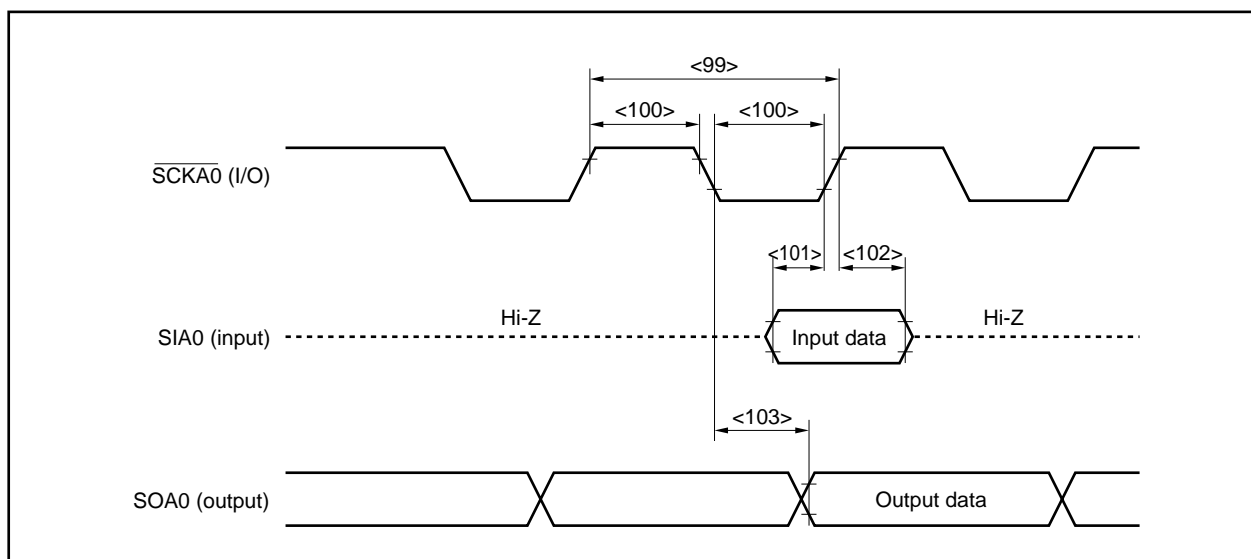 <99>
<100> <100>
SCKA0 (I/O)
<101> <102>
Hi-Z Hi-Z
SIA0 (input) Input data
<103>
SOA0 (output) Output data